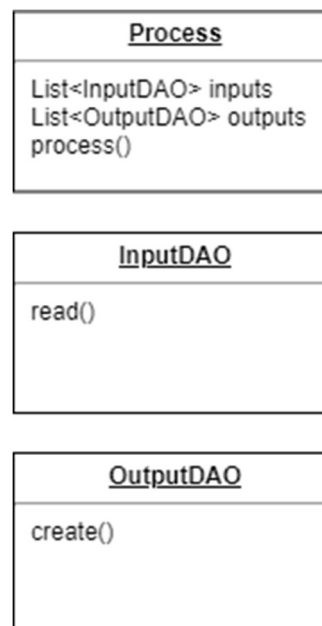 Process
List<InputDAO> inputs
List<OutputDAO> outputs
process()
InputDAO
read()
OutputDAO
create()